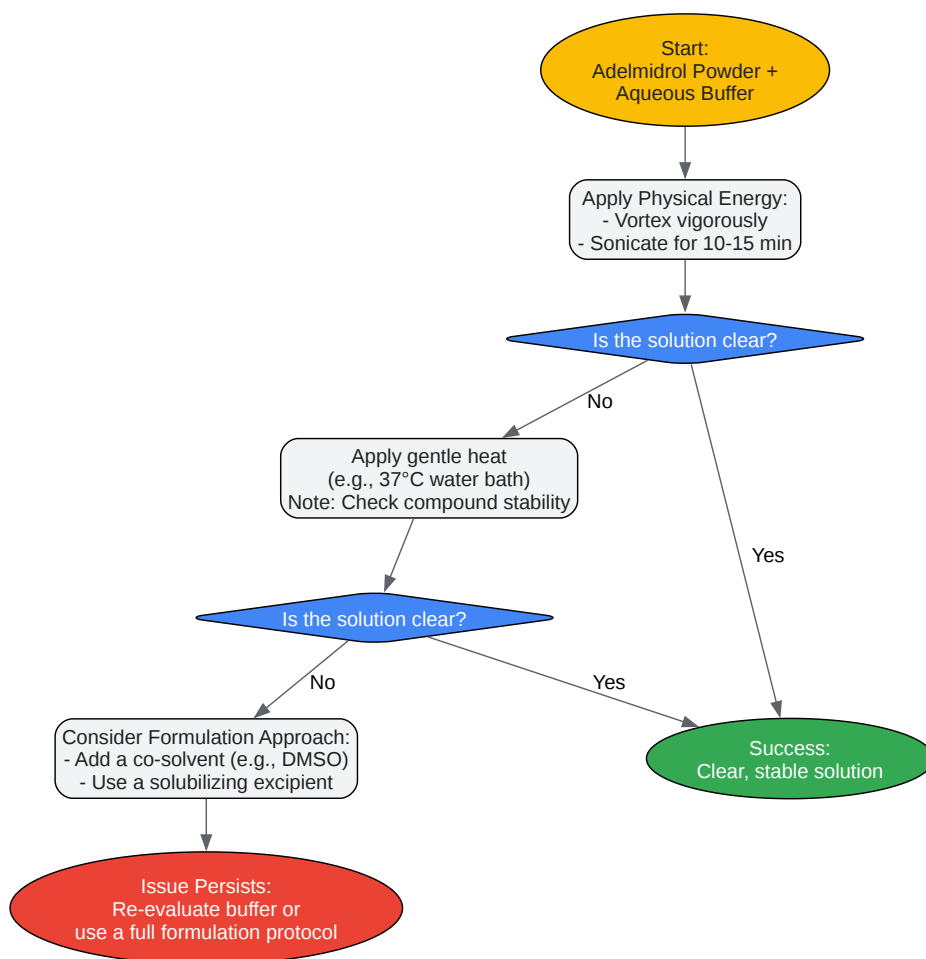 Start:
Adelmidrol Powder +
Aqueous Buffer
Apply Physical Energy:
- Vortex vigorously
- Sonicate for 10-15 min
Is the solution clear?
No
Yes
Apply gentle heat
(e.g., 37°C water bath)
Note: Check compound stability
Is the solution clear?
No
Yes
Consider Formulation Approach:
- Add a co-solvent (e.g., DMSO)
- Use a solubilizing excipient
Success:
Clear, stable solution
Issue Persists:
Re-evaluate buffer or
use a full formulation protocol